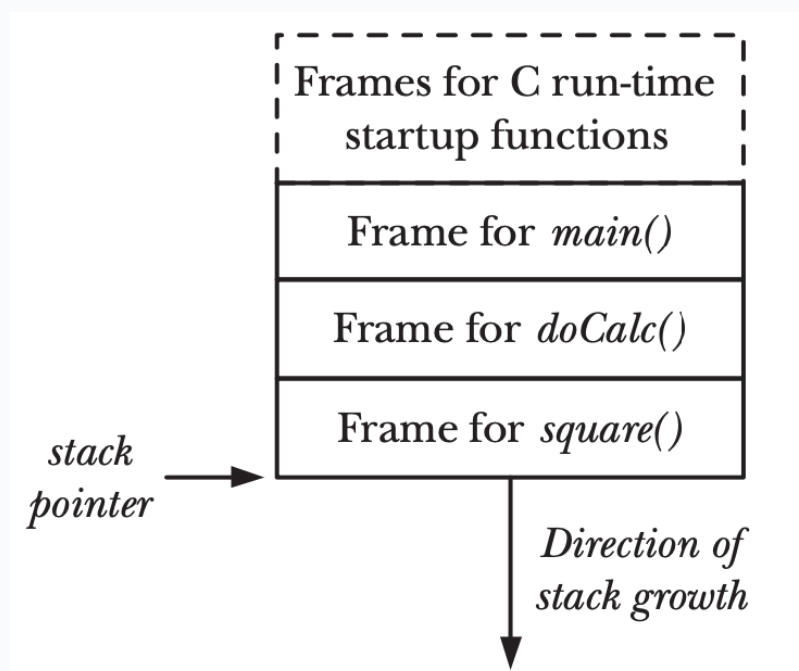 Frames for C run-time
startup functions
Frame for main()
Frame for doCalc()
Frame for square()
stack
pointer
Direction of
stack growth